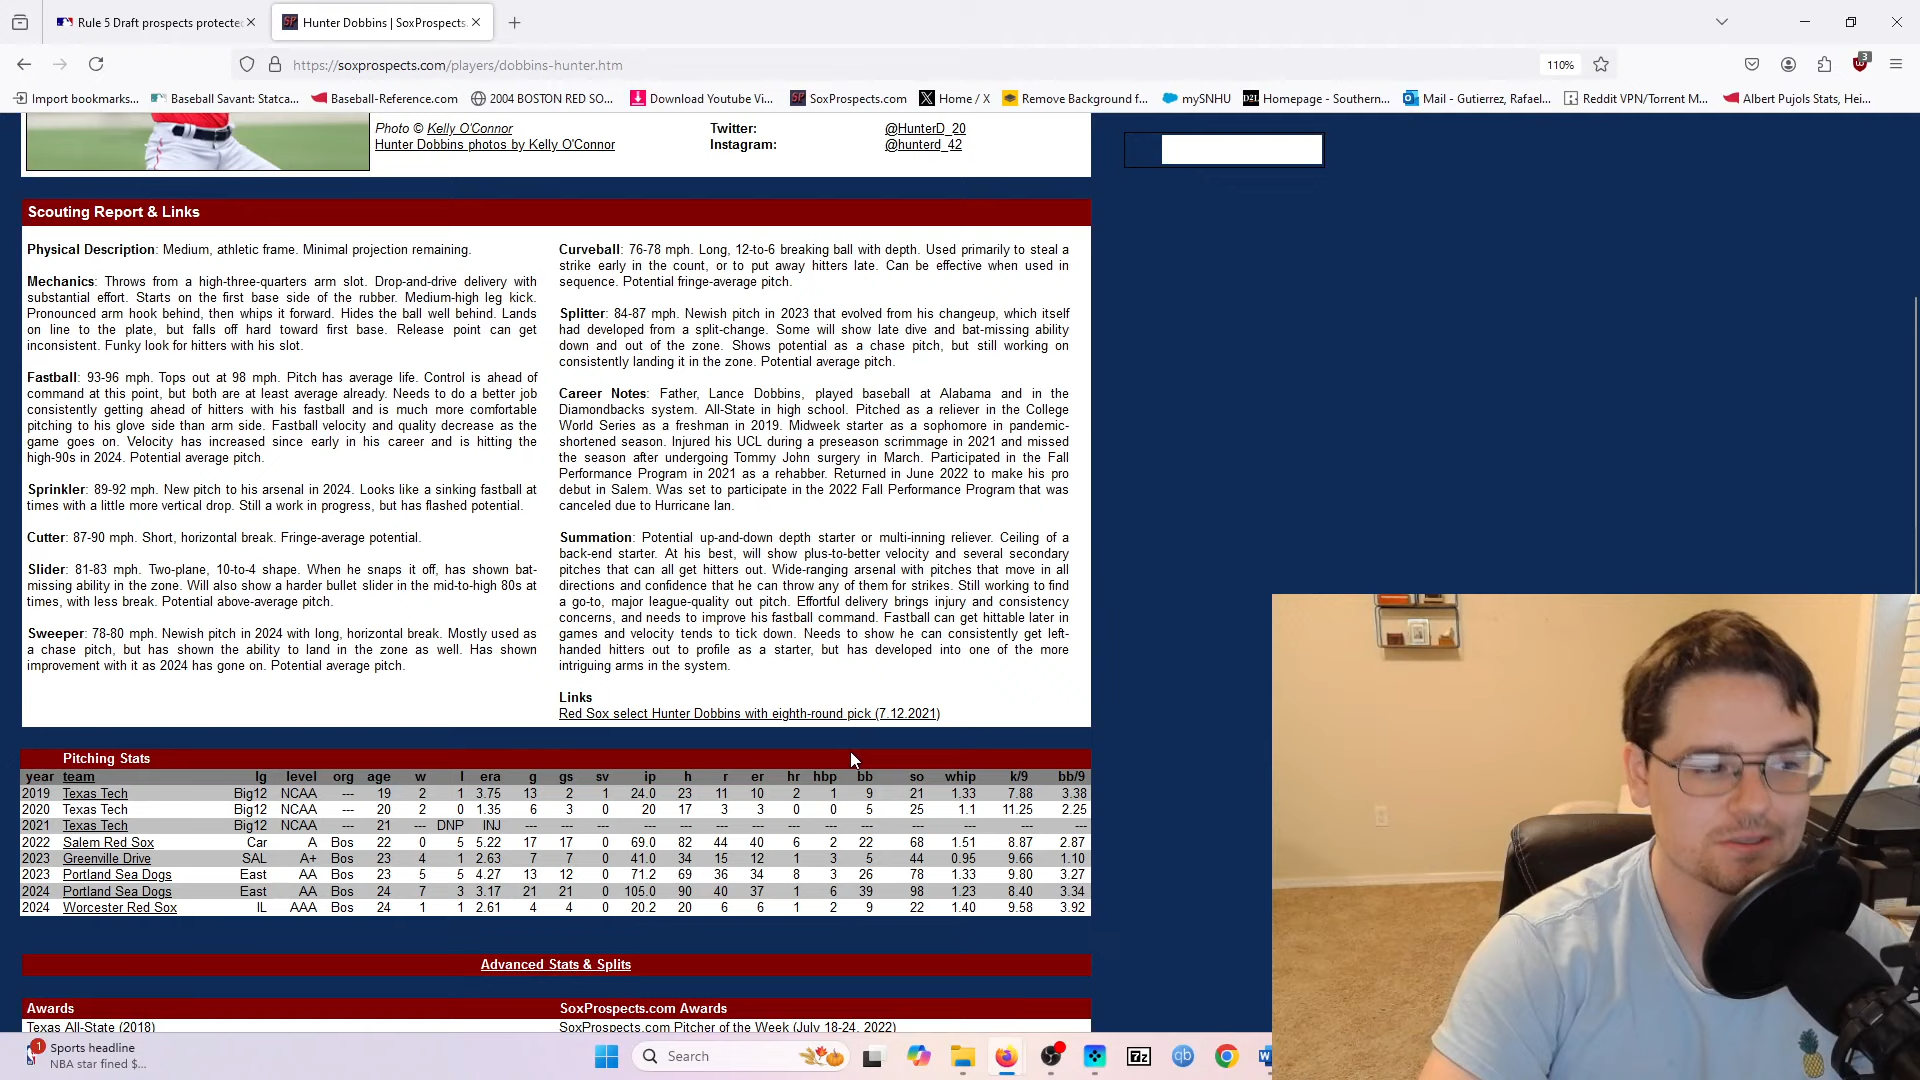 Rule 5 Draft prospects protecte
Hunter Dobbins | SoxProspects.
https://soxprospects.com/players/dobbins-hunter.htm
110%
3
Import bookmarks...
Baseball Savant: Statca...
Baseball-Reference.com
2004 BOSTON RED SO...
Download Youtube Vi...
SoxProspects.com
Home / X
Remove Background f...
mySNHU
Homepage - Southern...
Mail - Gutierrez, Rafael...
Reddit VPN/Torrent M...
Albert Pujols Stats, Hei...
Photo © Kelly O'Connor
Hunter Dobbins photos by Kelly O'Connor
Twitter: @HunterD_20
Instagram: @hunterd_42
Scouting Report & Links
Physical Description: Medium, athletic frame. Minimal projection remaining.
Mechanics: Throws from a high-three-quarters arm slot. Drop-and-drive delivery with
substantial effort. Starts on the first base side of the rubber. Medium-high leg kick.
Pronounced arm hook behind, then whips it forward. Hides the ball well behind. Lands
on line to the plate, but falls off hard toward first base. Release point can get
inconsistent. Funky look for hitters with his slot.
Fastball: 93-96 mph. Tops out at 98 mph. Pitch has average life. Control is ahead of
command at this point, but both are at least average already. Needs to do a better job
consistently getting ahead of hitters with his fastball and is much more comfortable
pitching to his glove side than arm side. Fastball velocity and quality decrease as the
game goes on. Velocity has increased since early in his career and is hitting the
high-90s in 2024. Potential average pitch.
Sprinkler: 89-92 mph. New pitch to his arsenal in 2024. Looks like a sinking fastball at
times with a little more vertical drop. Still a work in progress, but has flashed potential.
Cutter: 87-90 mph. Short, horizontal break. Fringe-average potential.
Slider: 81-83 mph. Two-plane, 10-to-4 shape. When he snaps it off, has shown bat-
missing ability in the zone. Will also show a harder bullet slider in the mid-to-high 80s at
times, with less break. Potential above-average pitch.
Sweeper: 78-80 mph. Newish pitch in 2024 with long, horizontal break. Mostly used as
a chase pitch, but has shown the ability to land in the zone as well. Has shown
improvement with it as 2024 has gone on. Potential average pitch.
Curveball: 76-78 mph. Long, 12-to-6 breaking ball with depth. Used primarily to steal a
strike early in the count, or to put away hitters late. Can be effective when used in
sequence. Potential fringe-average pitch.
Splitter: 84-87 mph. Newish pitch in 2023 that evolved from his changeup, which itself
had developed from a split-change. Some will show late dive and bat-missing ability
down and out of the zone. Shows potential as a chase pitch, but still working on
consistently landing it in the zone. Potential average pitch.
Career Notes: Father, Lance Dobbins, played baseball at Alabama and in the
Diamondbacks system. All-State in high school. Pitched as a reliever in the College
World Series as a freshman in 2019. Midweek starter as a sophomore in pandemic-
shortened season. Injured his UCL during a preseason scrimmage in 2021 and missed
the season after undergoing Tommy John surgery in March. Participated in the Fall
Performance Program in 2021 as a rehabber. Returned in June 2022 to make his pro
debut in Salem. Was set to participate in the 2022 Fall Performance Program that was
canceled due to Hurricane Ian.
Summation: Potential up-and-down depth starter or multi-inning reliever. Ceiling of a
back-end starter. At his best, will show plus-to-better velocity and several secondary
pitches that can all get hitters out. Wide-ranging arsenal with pitches that move in all
directions and confidence that he can throw any of them for strikes. Still working to find
a go-to, major league-quality out pitch. Effortful delivery brings injury and consistency
concerns, and needs to improve his fastball command. Fastball can get hittable later in
games and velocity tends to tick down. Needs to show he can consistently get left-
handed hitters out to profile as a starter, but has developed into one of the more
intriguing arms in the system.
Links
Red Sox select Hunter Dobbins with eighth-round pick (7.12.2021)
Pitching Stats
year team lg level org age w l era g gs sv ip h r er hr hbp bb so whip k/9 bb/9
2019 Texas Tech Big12 NCAA --- 19 2 1 3.75 13 2 1 24.0 23 11 10 2 1 9 21 1.33 7.88 3.38
2020 Texas Tech Big12 NCAA --- 20 2 0 1.35 6 3 0 20 17 3 3 0 0 5 25 1.1 11.25 2.25
2021 Texas Tech Big12 NCAA --- 21 --- DNP INJ --- --- --- --- --- --- --- --- --- --- --- --- --- ---
2022 Salem Red Sox Car A Bos 22 0 5 5.22 17 17 0 69.0 82 44 40 6 2 22 68 1.51 8.87 2.87
2023 Greenville Drive SAL A+ Bos 23 4 1 2.63 7 7 0 41.0 34 15 12 1 3 5 44 0.95 9.66 1.10
2023 Portland Sea Dogs East AA Bos 23 5 5 4.27 13 12 0 71.2 69 36 34 8 3 26 78 1.33 9.80 3.27
2024 Portland Sea Dogs East AA Bos 24 7 3 3.17 21 21 0 105.0 90 40 37 1 6 39 98 1.23 8.40 3.34
2024 Worcester Red Sox IL AAA Bos 24 1 1 2.61 4 4 0 20.2 20 6 6 1 2 9 22 1.40 9.58 3.92
Advanced Stats & Splits
Awards
SoxProspects.com Awards
Texas All-State (2018)
SoxProspects.com Pitcher of the Week (July 18-24, 2022)
1
Sports headline
NBA star fined $...
Search
7z
qb